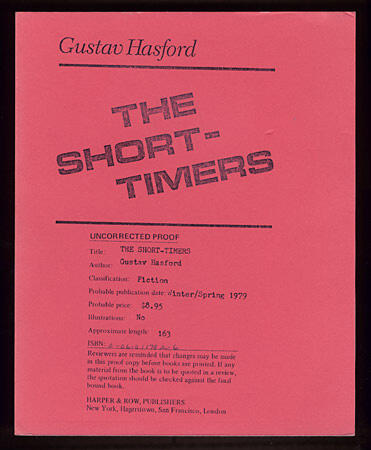 Gustav Hasford
THE
SHORT-
TIMERS
UNCORRECTED PROOF
Title: THE SHORT-TIMERS
Author: Gustav Hasford
Classification: Fiction
Probable publication date: Winter/Spring 1979
Probable price: $8.95
Illustrations: No
Approximate length: 163
ISBN:
Reviewers are reminded that changes may be made
in this proof copy before books are printed. If any
material from the book is to be quoted in a review,
the quotation should be checked against the final
bound book.
HARPER & ROW, PUBLISHERS
New York, Hagerstown, San Francisco, London